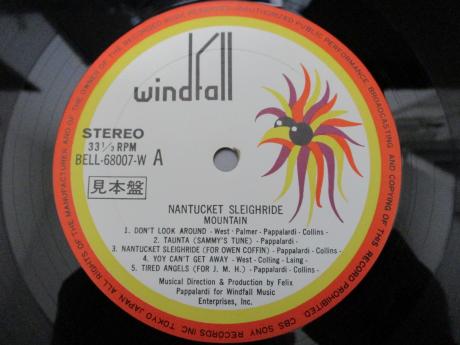 windfall
STEREO
33 1/3 RPM
BELL-68007-W A
見本盤
NANTUCKET SLEIGHRIDE
MOUNTAIN
1. DON'T LOOK AROUND -West·Palmer-Pappalardi-Collins-
2. TAUNTA (SAMMY'S TUNE) -Pappalardi-
3. NANTUCKET SLEIGHRIDE (FOR OWEN COFFIN) -Pappalardi-Collins-
4. YOY CAN'T GET AWAY -West-Colling-Laing-
5. TIRED ANGELS (FOR J. M. H.) -Pappalardi-Collins-
Musical Direction & Production by Felix
Pappalardi for Windfall Music
Enterprises, Inc.
ALL RIGHTS OF THE MANUFACTURER AND OF THE OWNER OF THE RECORDED WORK RESERVED UNAUTHORIZED PUBLIC PERFORMANCE BROADCASTING AND COPYING OF THIS RECORD PROHIBITED CBS SONY RECORDS INC TOKYO JAPAN